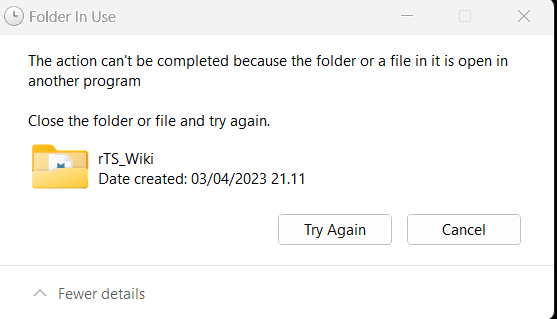 Folder In Use
The action can't be completed because the folder or a file in it is open in
another program
Close the folder or file and try again.
rTS_Wiki
Date created: 03/04/2023 21.11
Try Again
Cancel
Fewer details